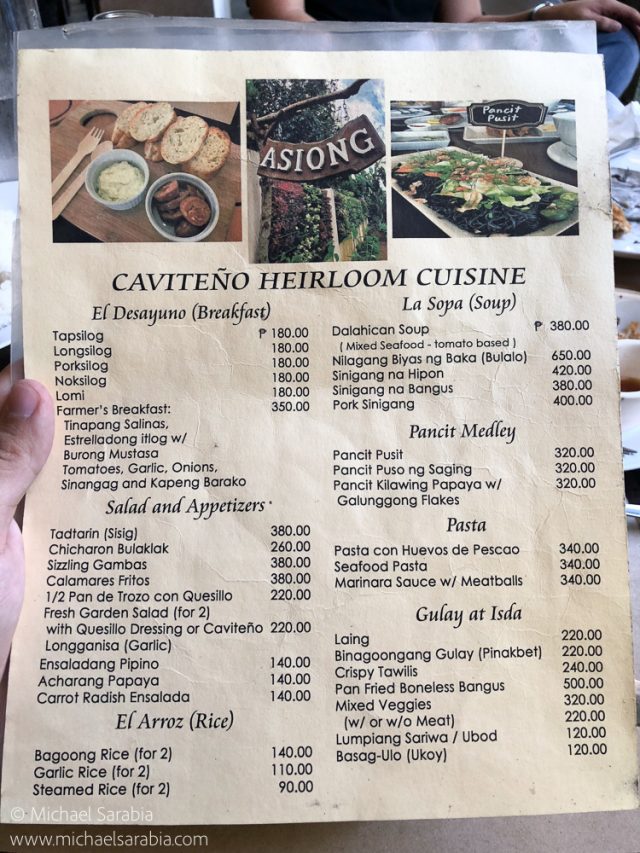 ASIONG
Pancit
Pusit
CAVITEÑO HEIRLOOM CUISINE
El Desayuno (Breakfast)
Tapsilog ₱ 180.00
Longsilog 180.00
Porksilog 180.00
Noksilog 180.00
Lomi 180.00
Farmer's Breakfast: 350.00
Tinapang Salinas,
Estrelladong itlog w/
Burong Mustasa
Tomatoes, Garlic, Onions,
Sinangag and Kapeng Barako
Salad and Appetizers
Tadtarin (Sisig) 380.00
Chicharon Bulaklak 260.00
Sizzling Gambas 380.00
Calamares Fritos 380.00
1/2 Pan de Trozo con Quesillo 220.00
Fresh Garden Salad (for 2)
with Quesillo Dressing or Caviteño 220.00
Longganisa (Garlic)
Ensaladang Pipino 140.00
Acharang Papaya 140.00
Carrot Radish Ensalada 140.00
El Arroz (Rice)
Bagoong Rice (for 2) 140.00
Garlic Rice (for 2) 110.00
Steamed Rice (for 2) 90.00
La Sopa (Soup)
Dalahican Soup ₱ 380.00
( Mixed Seafood - tomato based )
Nilagang Biyas ng Baka (Bulalo) 650.00
Sinigang na Hipon 420.00
Sinigang na Bangus 380.00
Pork Sinigang 400.00
Pancit Medley
Pancit Pusit 320.00
Pancit Puso ng Saging 320.00
Pancit Kilawing Papaya w/ 320.00
Galunggong Flakes
Pasta
Pasta con Huevos de Pescao 340.00
Seafood Pasta 340.00
Marinara Sauce w/ Meatballs 340.00
Gulay at Isda
Laing 220.00
Binagoongang Gulay (Pinakbet) 220.00
Crispy Tawilis 240.00
Pan Fried Boneless Bangus 500.00
Mixed Veggies 320.00
(w/ or w/o Meat) 220.00
Lumpiang Sariwa / Ubod 120.00
Basag-Ulo (Ukoy) 120.00
© Michael Sarabia
www.michaelsarabia.com